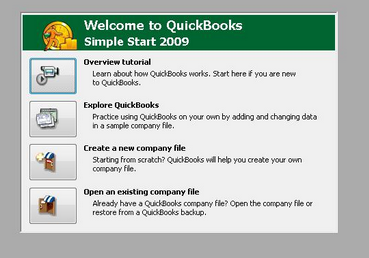 Welcome to QuickBooks
Simple Start 2009
Overview tutorial
Learn about how QuickBooks works. Start here if you are new
to QuickBooks.
Explore QuickBooks
Practice using QuickBooks on your own by adding and changing data
in a sample company file.
Create a new company file
Starting from scratch? QuickBooks will help you create your own
company file.
Open an existing company file
Already have a QuickBooks company file? Open the company file or
restore from a QuickBooks backup.